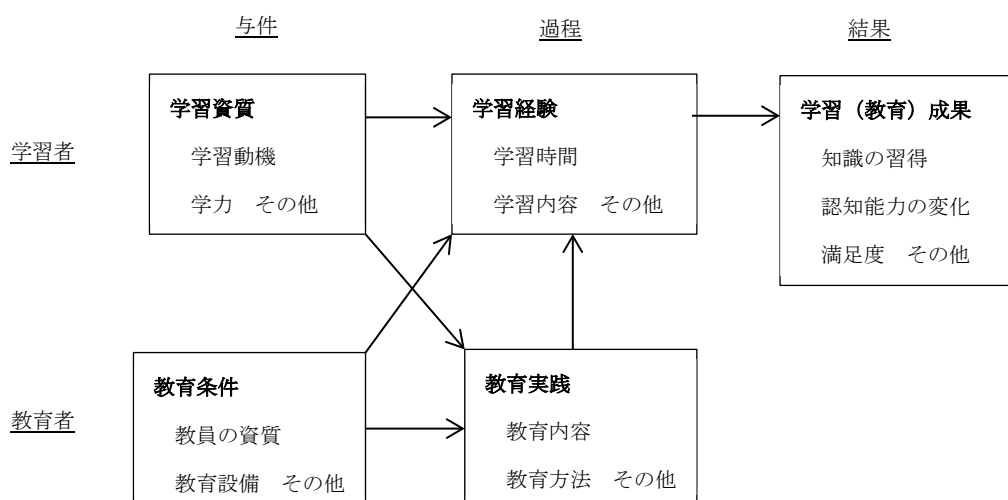 与件
過程
結果
学習者
学習資質
学習動機
学力　その他
学習経験
学習時間
学習内容　その他
学習（教育）成果
知識の習得
認知能力の変化
満足度　その他
教育者
教育条件
教員の資質
教育設備　その他
教育実践
教育内容
教育方法　その他